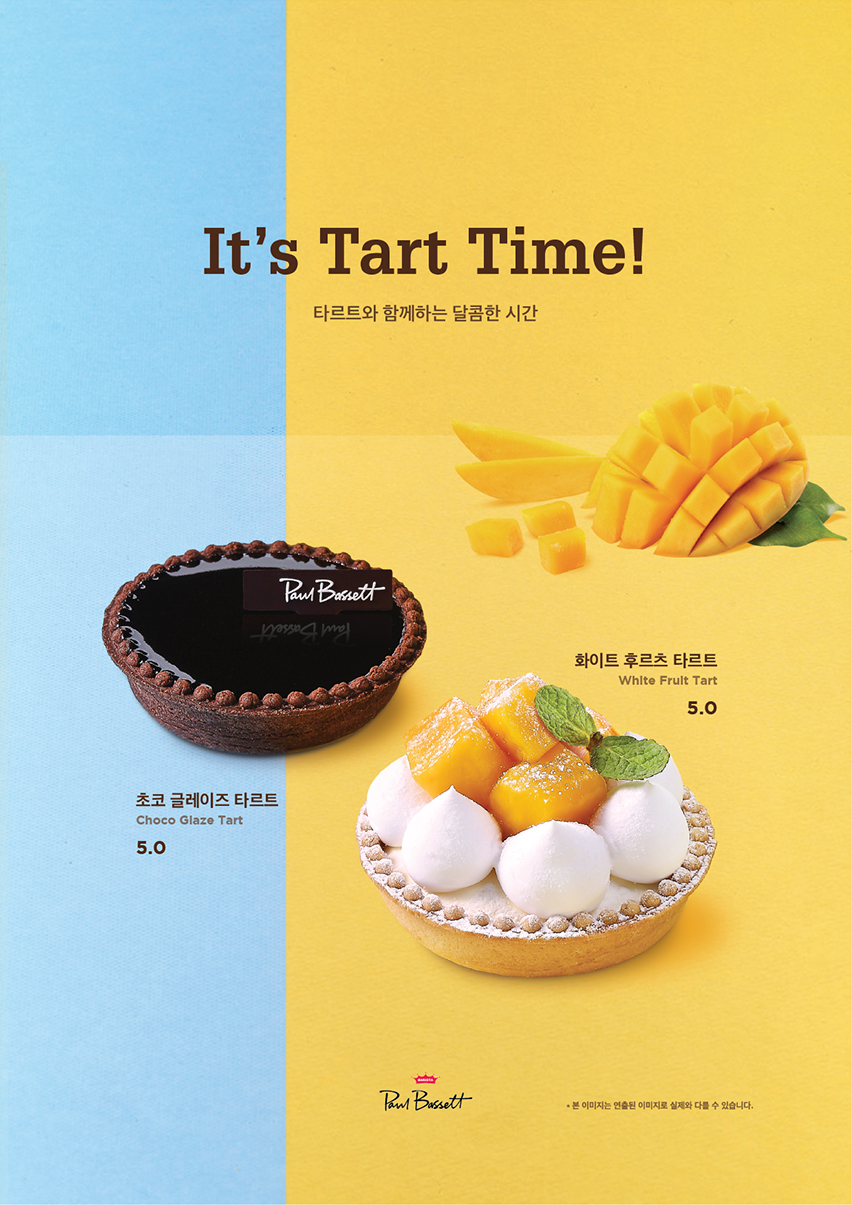 It's Tart Time!
타르트와 함께하는 달콤한 시간
Paul Bassett
화이트 후르츠 타르트
White Fruit Tart
5.0
초코 글레이즈 타르트
Choco Glaze Tart
5.0
BARISTA
Paul Bassett
* 본 이미지는 연출된 이미지로 실제와 다를 수 있습니다.